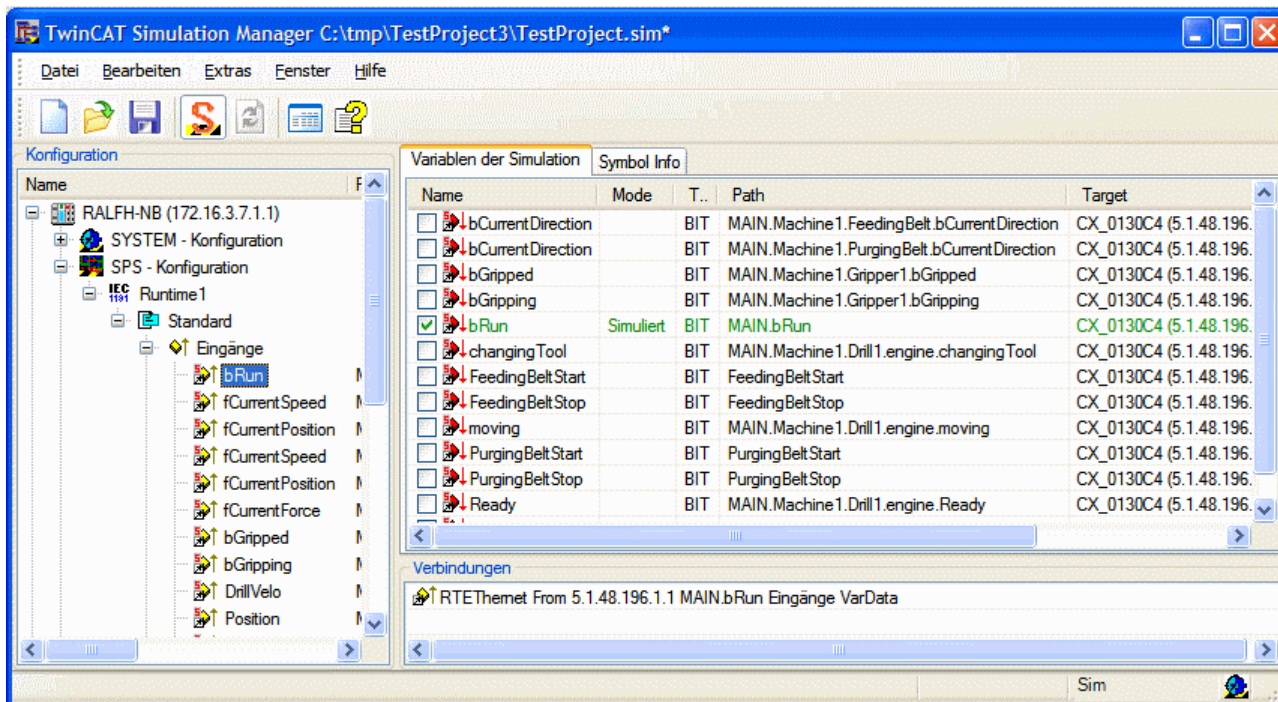 TwinCAT Simulation Manager C:\tmp\TestProject3\TestProject.sim*
Datei Bearbeiten Extras Fenster Hilfe
Konfiguration
Name
RALFH-NB (172.16.3.7.1.1)
SYSTEM - Konfiguration
SPS - Konfiguration
IEC 1131 Runtime1
Standard
Eingänge
bRun
fCurrentSpeed
fCurrentPosition
fCurrentSpeed
fCurrentPosition
fCurrentForce
bGripped
bGripping
DrillVelo
Position
Variablen der Simulation Symbol Info
Name Mode T.. Path Target
bCurrentDirection BIT MAIN.Machine1.FeedingBelt.bCurrentDirection CX_0130C4 (5.1.48.196.
bCurrentDirection BIT MAIN.Machine1.PurgingBelt.bCurrentDirection CX_0130C4 (5.1.48.196.
bGripped BIT MAIN.Machine1.Gripper1.bGripped CX_0130C4 (5.1.48.196.
bGripping BIT MAIN.Machine1.Gripper1.bGripping CX_0130C4 (5.1.48.196.
bRun Simuliert BIT MAIN.bRun CX_0130C4 (5.1.48.196.
changingTool BIT MAIN.Machine1.Drill1.engine.changingTool CX_0130C4 (5.1.48.196.
FeedingBeltStart BIT FeedingBeltStart CX_0130C4 (5.1.48.196.
FeedingBeltStop BIT FeedingBeltStop CX_0130C4 (5.1.48.196.
moving BIT MAIN.Machine1.Drill1.engine.moving CX_0130C4 (5.1.48.196.
PurgingBeltStart BIT PurgingBeltStart CX_0130C4 (5.1.48.196.
PurgingBeltStop BIT PurgingBeltStop CX_0130C4 (5.1.48.196.
Ready BIT MAIN.Machine1.Drill1.engine.Ready CX_0130C4 (5.1.48.196.
Verbindungen
RTEThernet From 5.1.48.196.1.1 MAIN.bRun Eingänge VarData
Sim